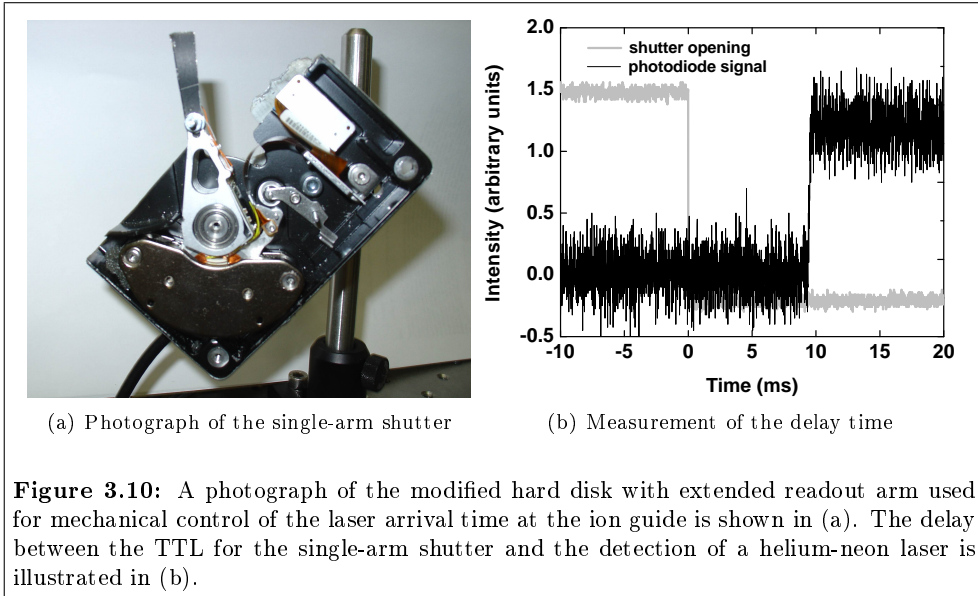 2.0
1.5
1.0
0.5
0.0
-0.5
Intensity (arbitrary units)
shutter opening
photodiode signal
-10 -5 0 5 10 15 20
Time (ms)
(a) Photograph of the single-arm shutter
(b) Measurement of the delay time
Figure 3.10: A photograph of the modified hard disk with extended readout arm used
for mechanical control of the laser arrival time at the ion guide is shown in (a). The delay
between the TTL for the single-arm shutter and the detection of a helium-neon laser is
illustrated in (b).